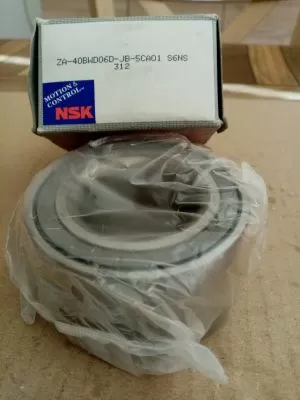 ZA-40BWD06D-JB-5CA01 S6NS
312
MOTION &
CONTROL
NSK